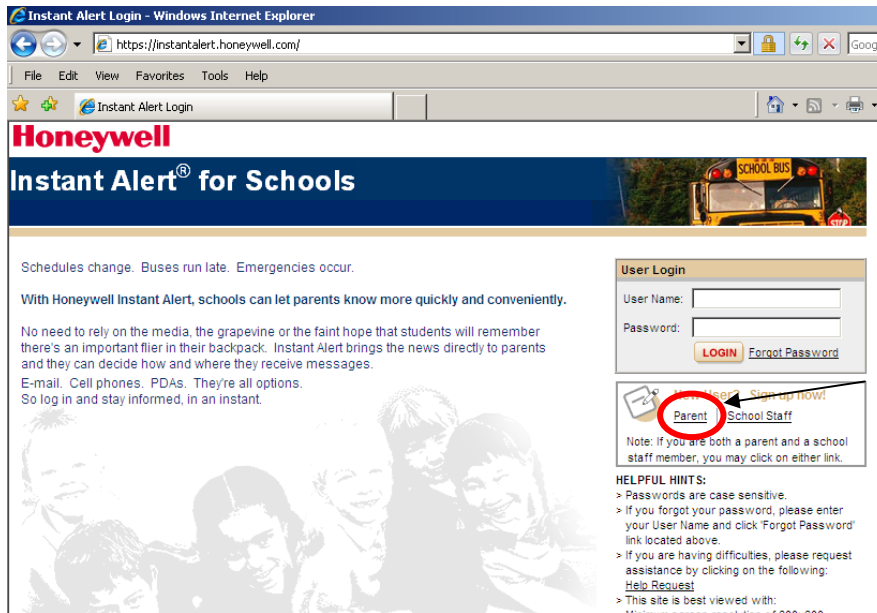 Instant Alert Login - Windows Internet Explorer
https://instantalert.honeywell.com/
Goog
File Edit View Favorites Tools Help
Instant Alert Login
Honeywell
Instant Alert® for Schools
SCHOOL BUS
STOP
Schedules change. Buses run late. Emergencies occur.
With Honeywell Instant Alert, schools can let parents know more quickly and conveniently.
No need to rely on the media, the grapevine or the faint hope that students will remember
there's an important flier in their backpack. Instant Alert brings the news directly to parents
and they can decide how and where they receive messages.
E-mail. Cell phones. PDAs. They're all options.
So log in and stay informed, in an instant.
User Login
User Name:
Password:
LOGIN Forgot Password
New User? Sign up now!
Parent School Staff
Note: If you are both a parent and a school
staff member, you may click on either link.
HELPFUL HINTS:
> Passwords are case sensitive.
> If you forgot your password, please enter
your User Name and click 'Forgot Password'
link located above.
> If you are having difficulties, please request
assistance by clicking on the following:
Help Request
> This site is best viewed with: